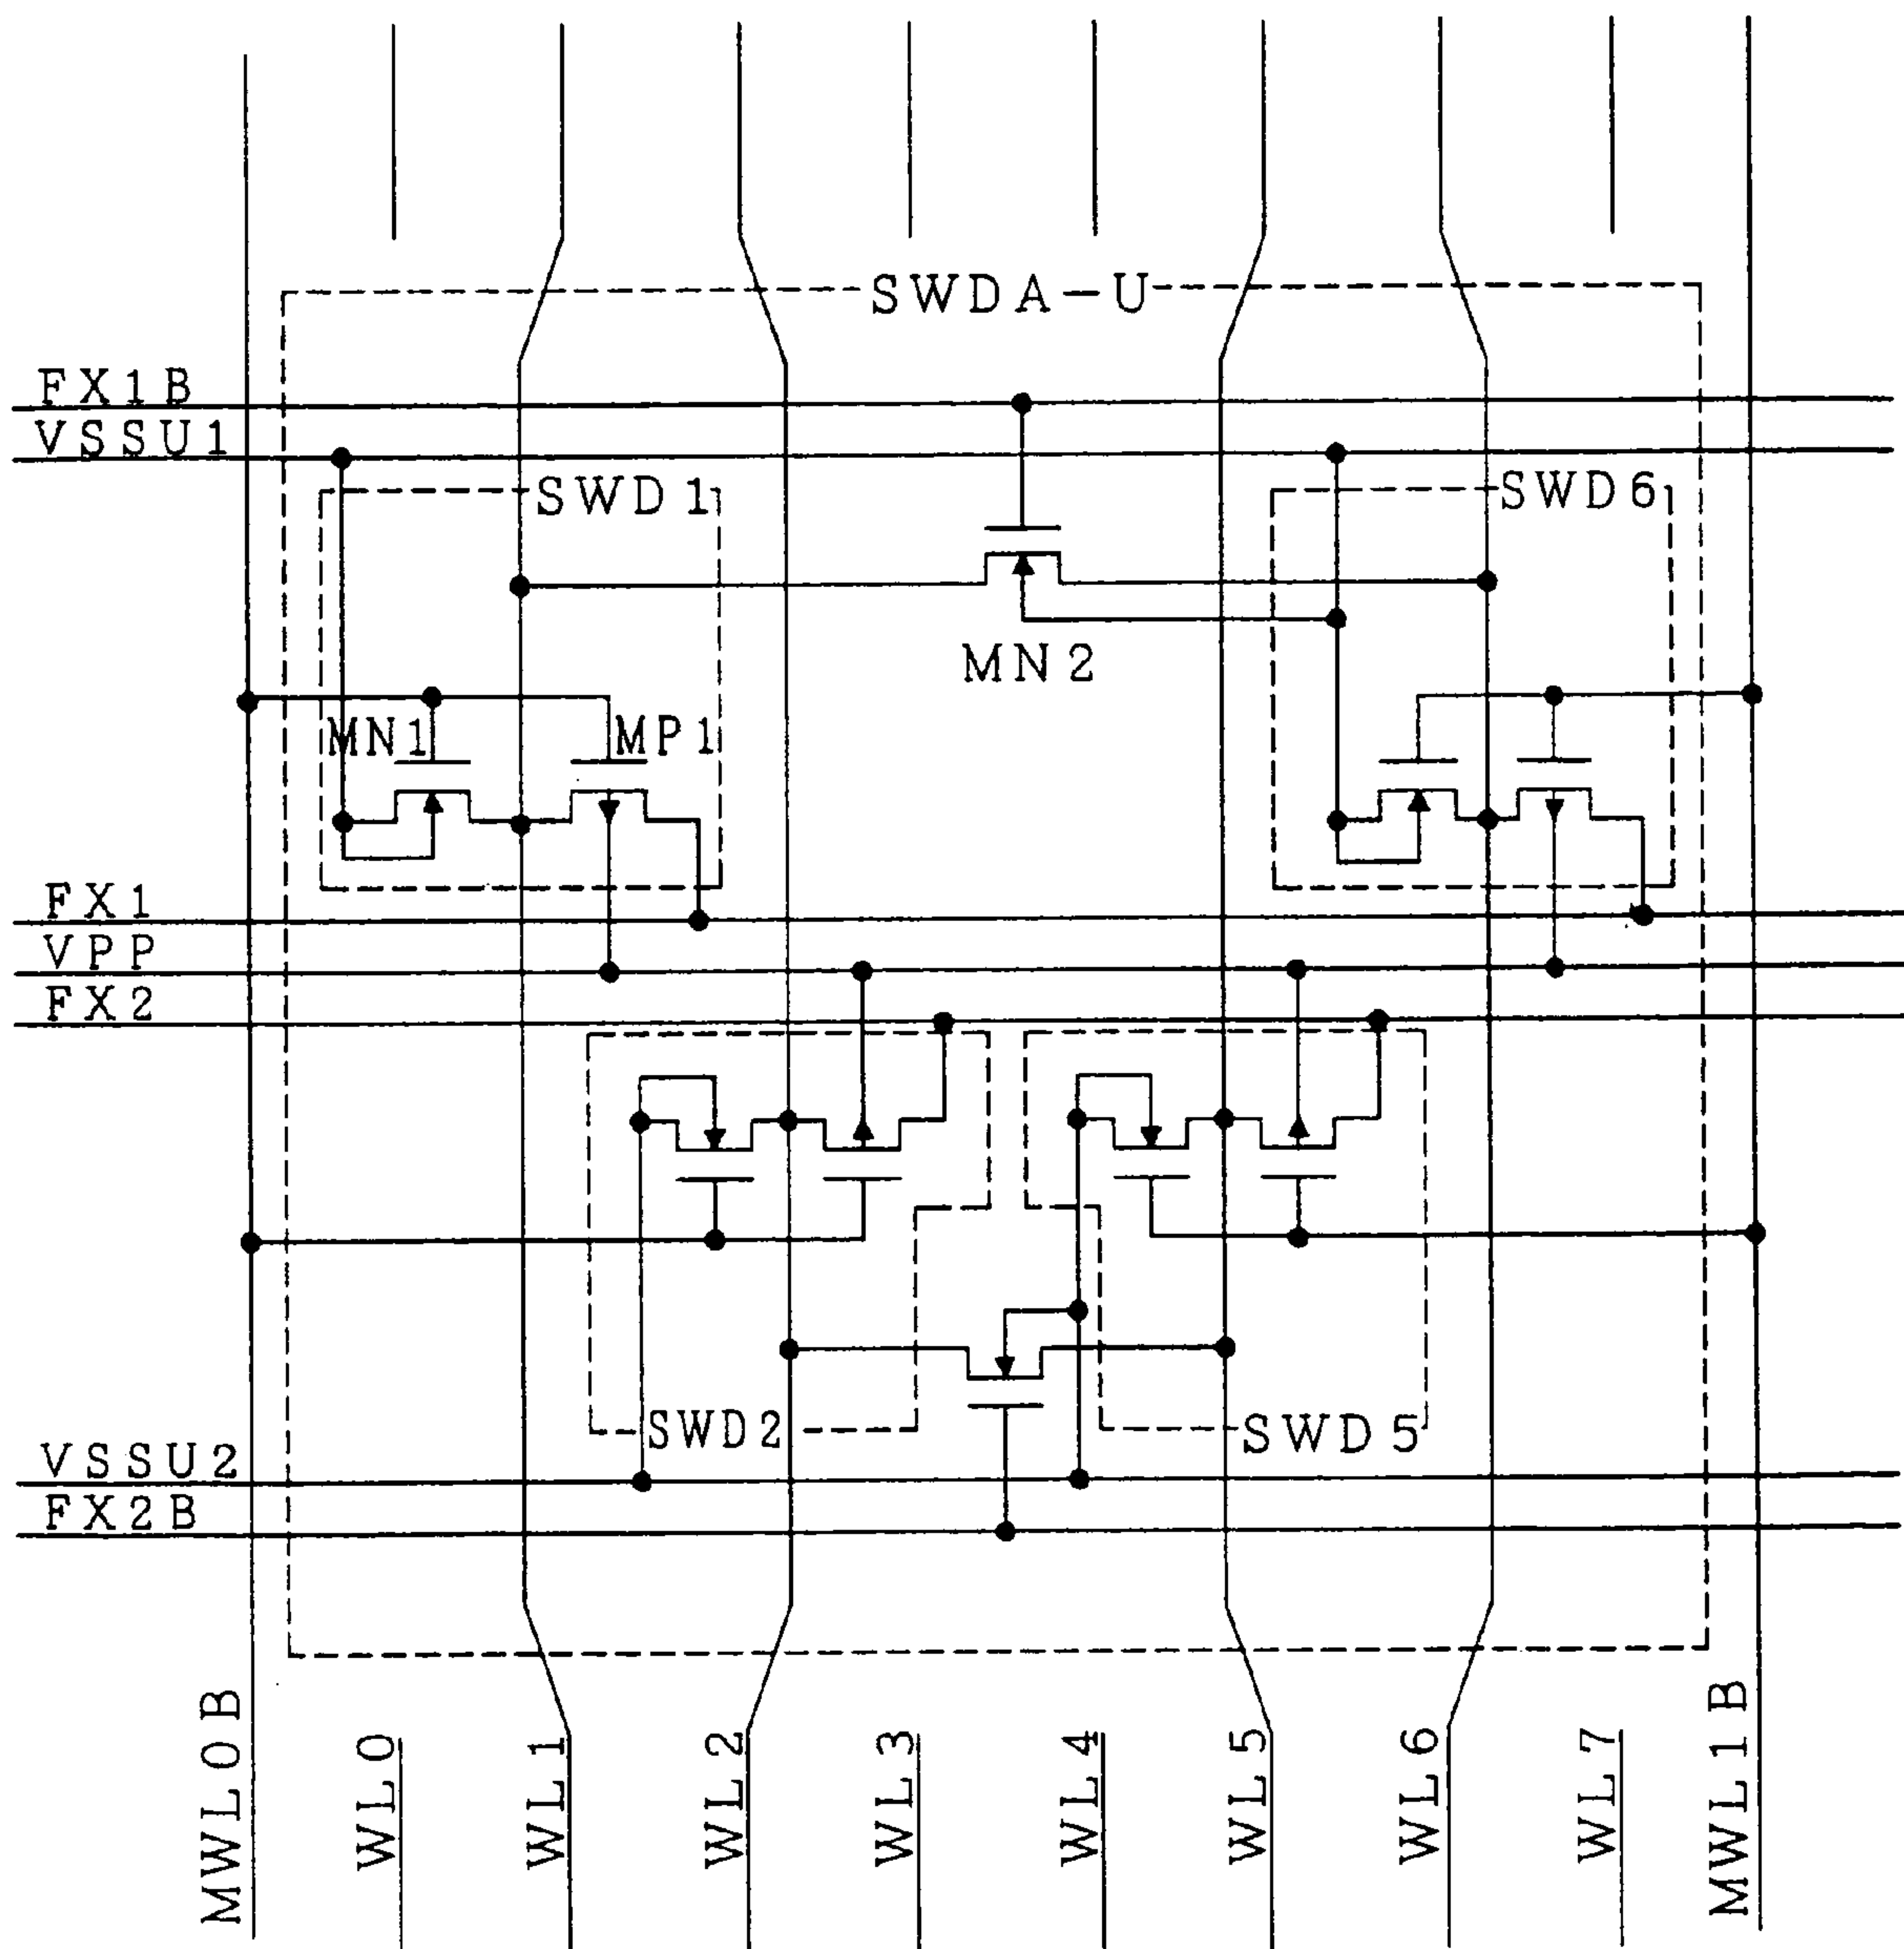 SWDA-U
FX1B
VSSU1
SWD1
SWD6
MN2
MN1
MP1
FX1
VPP
FX2
SWD2
SWD5
VSSU2
FX2B
MWL0B
WL0
WL1
WL2
WL3
WL4
WL5
WL6
WL7
MWL1B